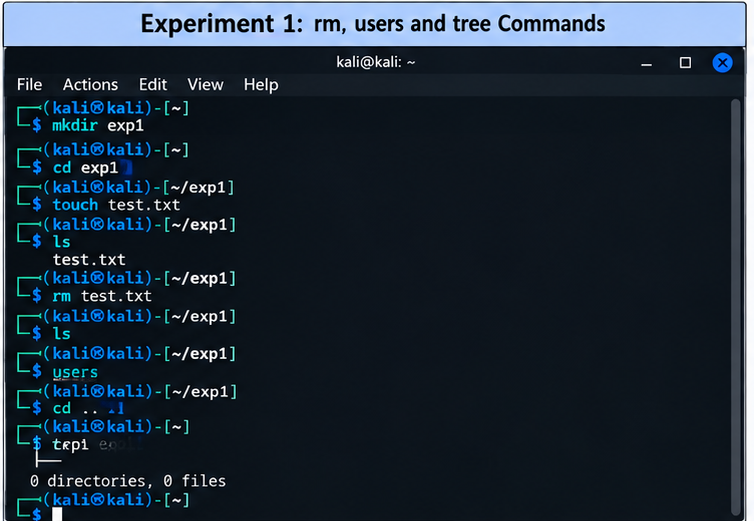 Experiment 1: rm, users and tree Commands
kali@kali: ~
File Actions Edit View Help
┌──(kali㉿kali)-[~]
└─$ mkdir exp1
┌──(kali㉿kali)-[~]
└─$ cd exp1
┌──(kali㉿kali)-[~/exp1]
└─$ touch test.txt
┌──(kali㉿kali)-[~/exp1]
└─$ ls
test.txt
┌──(kali㉿kali)-[~/exp1]
└─$ rm test.txt
┌──(kali㉿kali)-[~/exp1]
└─$ ls
┌──(kali㉿kali)-[~/exp1]
└─$ users
┌──(kali㉿kali)-[~/exp1]
└─$ cd ..
┌──(kali㉿kali)-[~]
└─$
├──
0 directories, 0 files
┌──(kali㉿kali)-[~]
└─$